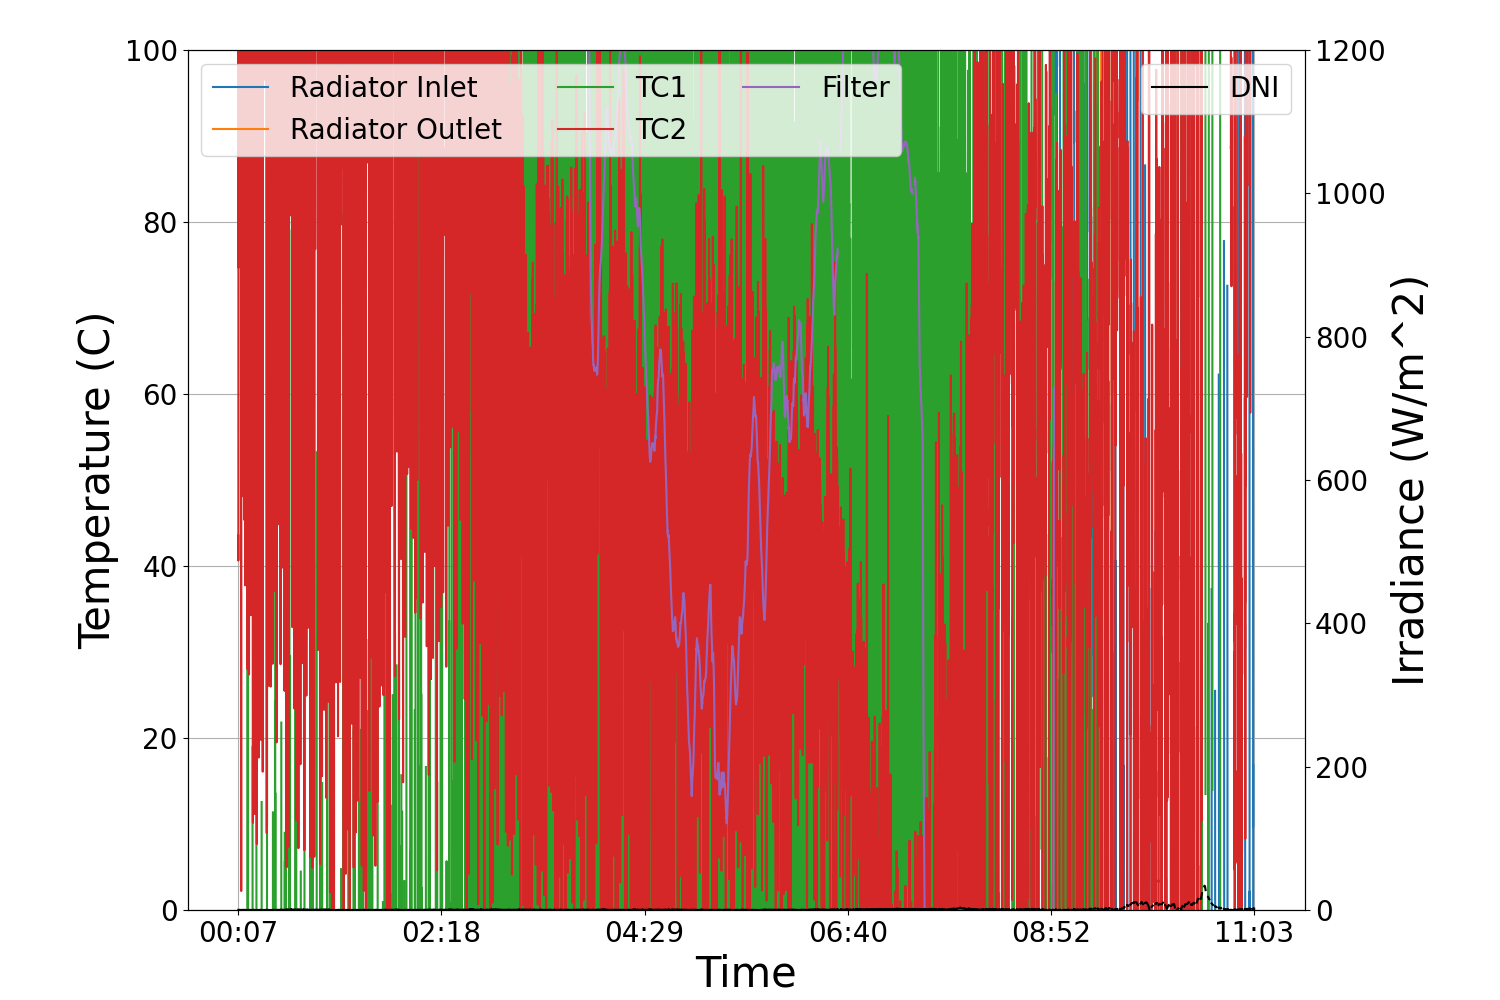 Radiator Inlet
Radiator Outlet
TC1
TC2
Filter
DNI
Temperature (C)
100
80
60
40
20
0
Irradiance (W/m^2)
1200
1000
800
600
400
200
0
00:07
02:18
04:29
06:40
08:52
11:03
Time